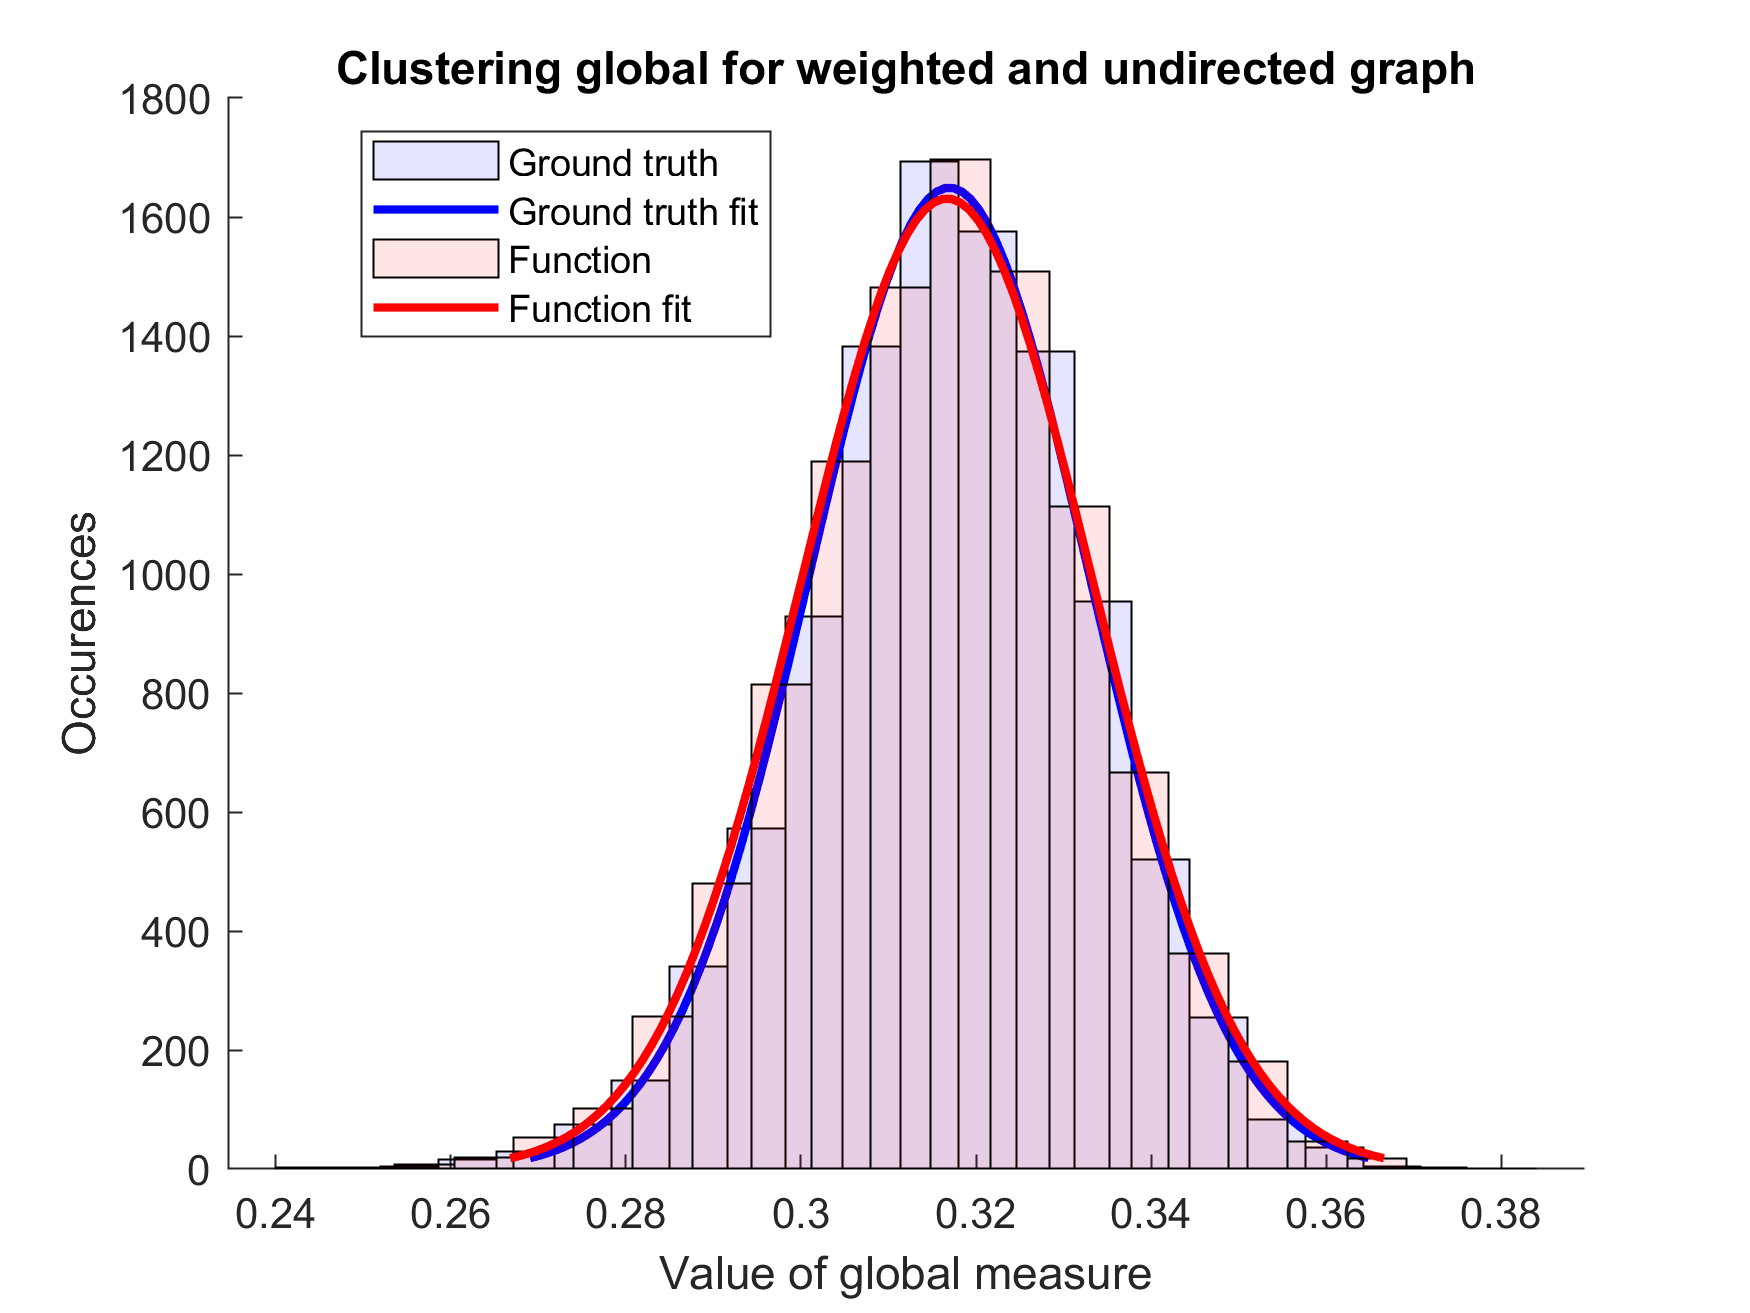 Clustering global for weighted and undirected graph
1800
1600
1400
1200
1000
800
600
400
200
0
Occurences
Ground truth
Ground truth fit
Function
Function fit
0.24 0.26 0.28 0.3 0.32 0.34 0.36 0.38
Value of global measure